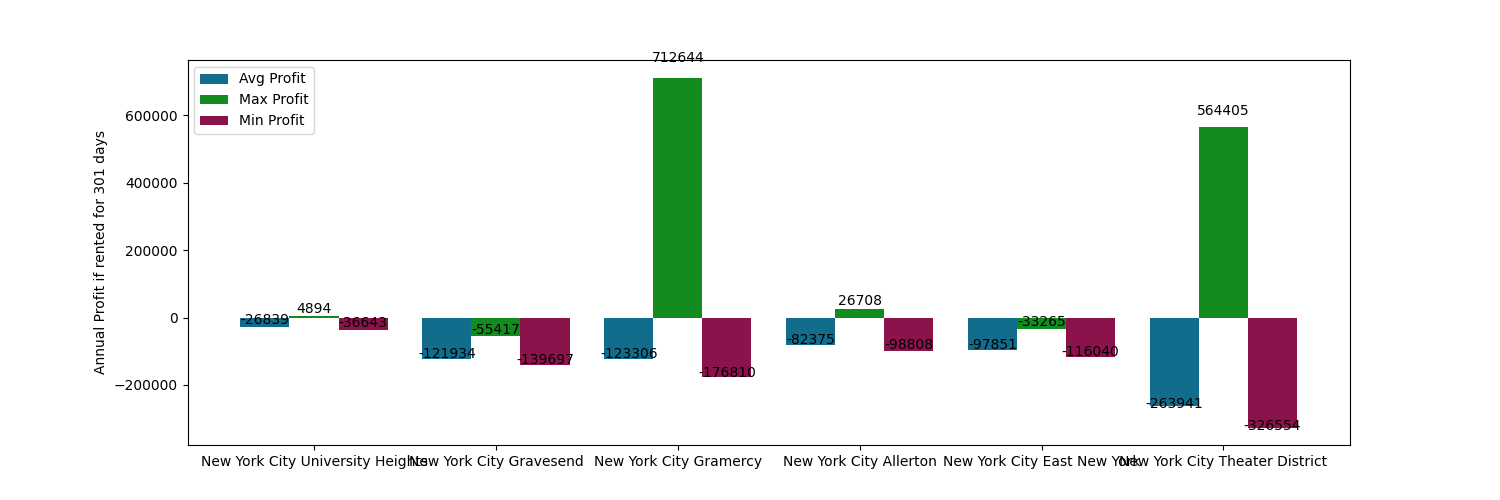 Avg Profit
Max Profit
Min Profit
Annual Profit if rented for 301 days
600000
400000
200000
0
−200000
-26839
4894
-36643
-121934
-55417
-139697
-123306
712644
-176810
-82375
26708
-98808
-97851
-33265
-116040
-263941
564405
-326554
New York City University Heights
New York City Gravesend
New York City Gramercy
New York City Allerton
New York City East New York
New York City Theater District